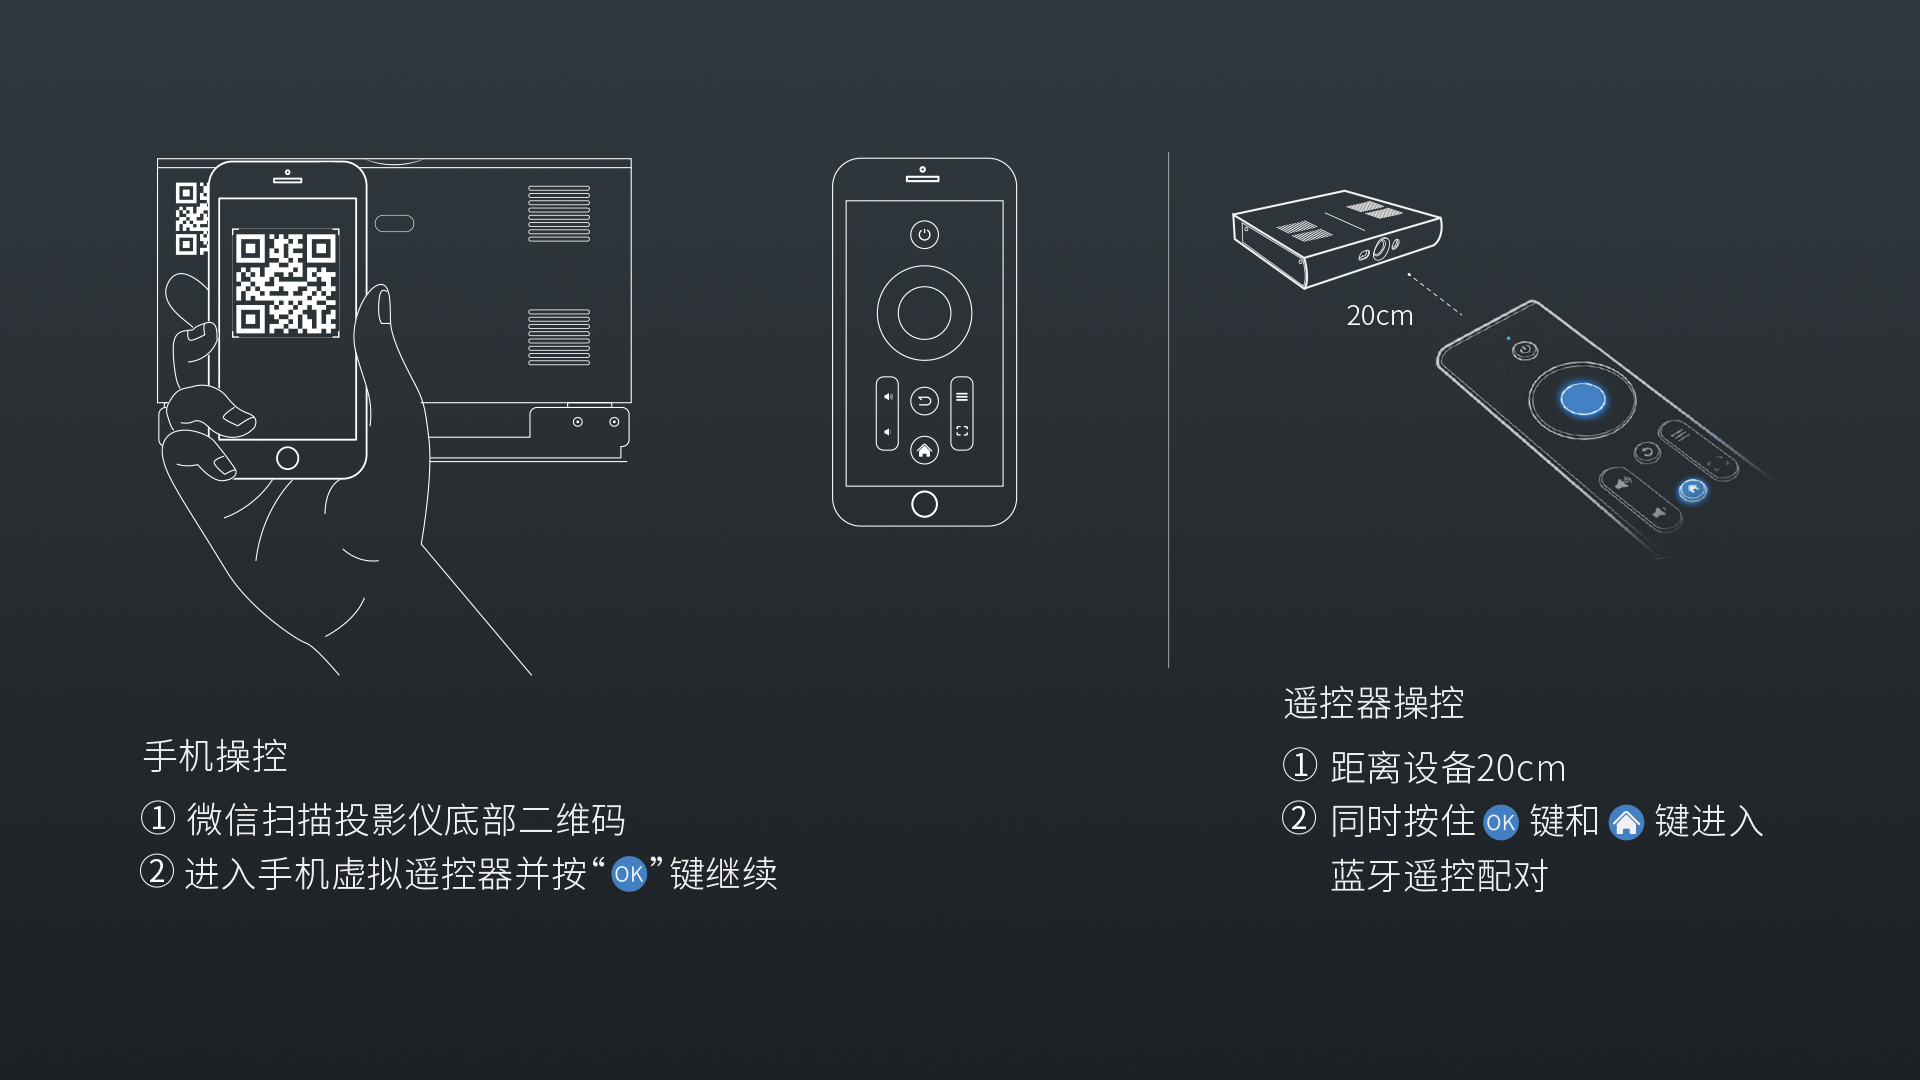 20cm
手机操控
① 微信扫描投影仪底部二维码
② 进入手机虚拟遥控器并按“OK”键继续
遥控器操控
① 距离设备20cm
② 同时按住 OK 键和 键进入
蓝牙遥控配对